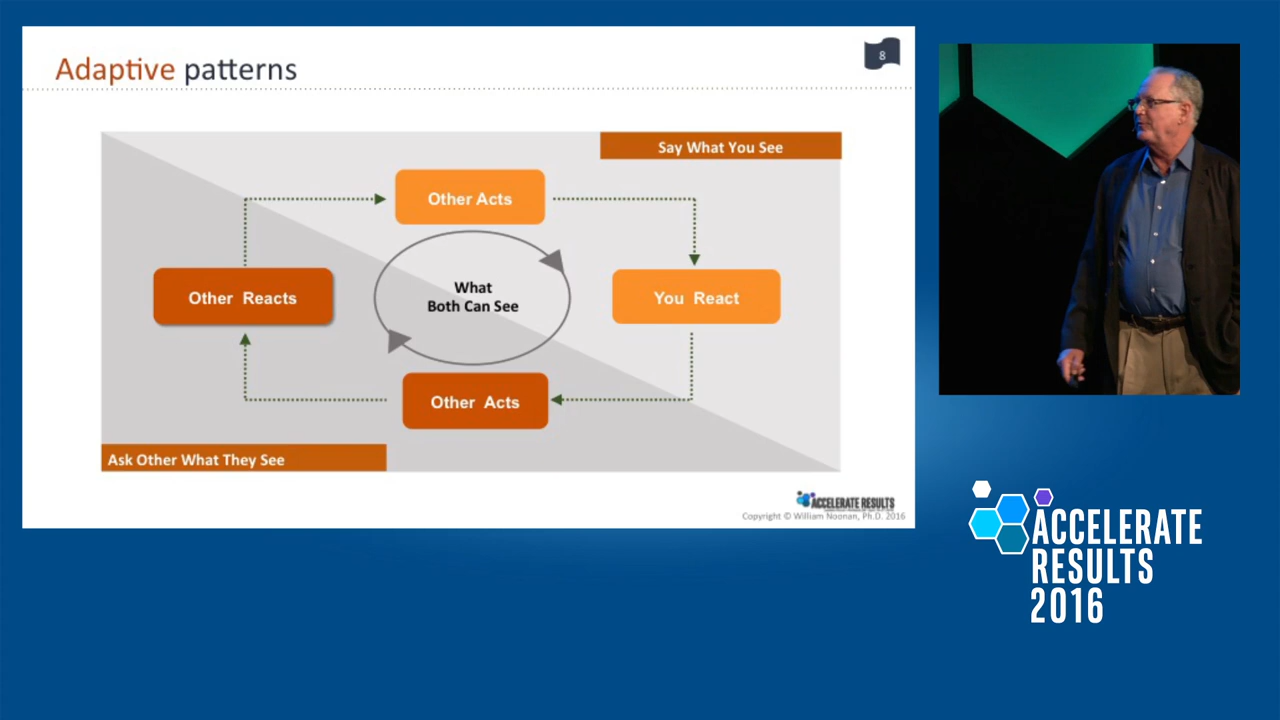 Adaptive patterns
8
Say What You See
Other Acts
Other Reacts
What
Both Can See
You React
Other Acts
Ask Other What They See
ACCELERATE RESULTS
Copyright © William Noonan, Ph.D. 2016
ACCELERATE
RESULTS
2016